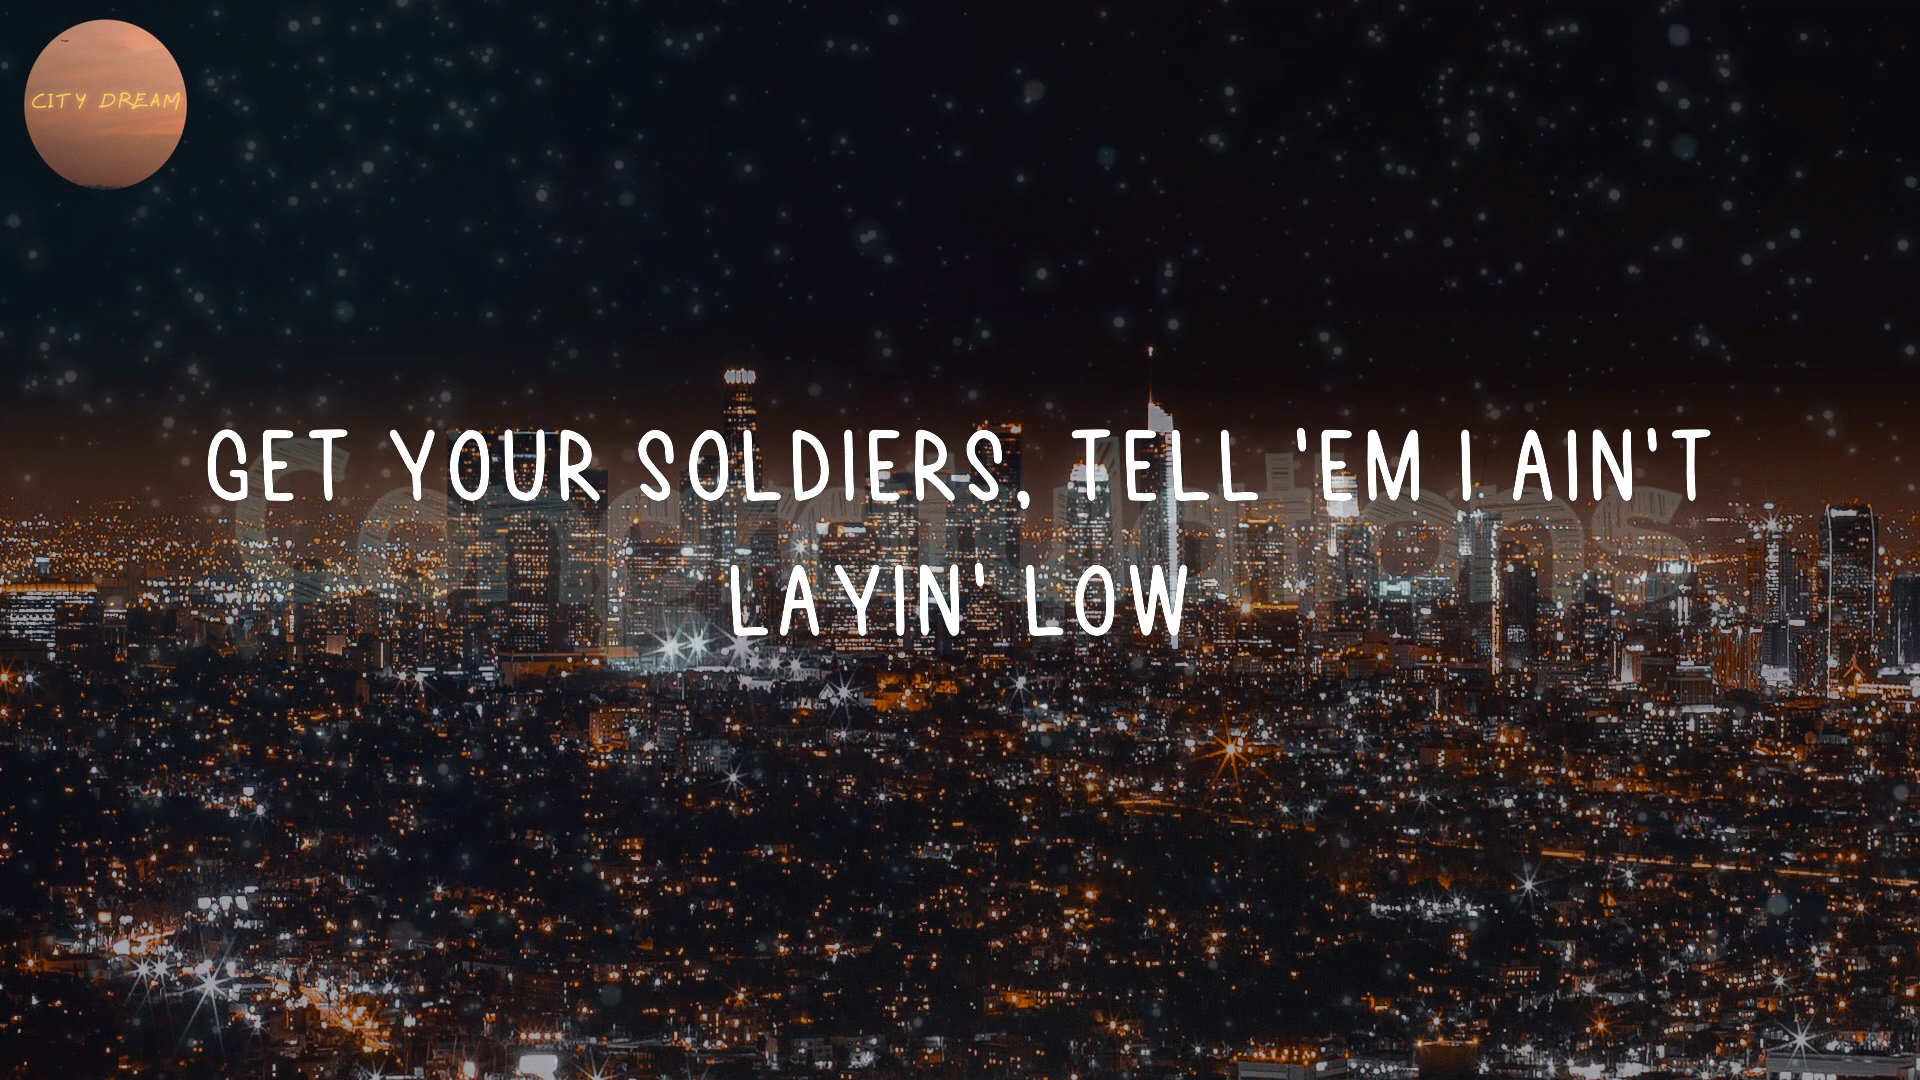 CITY DREAM
GET YOUR SOLDIERS, TELL 'EM I AIN'T
LAYIN' LOW